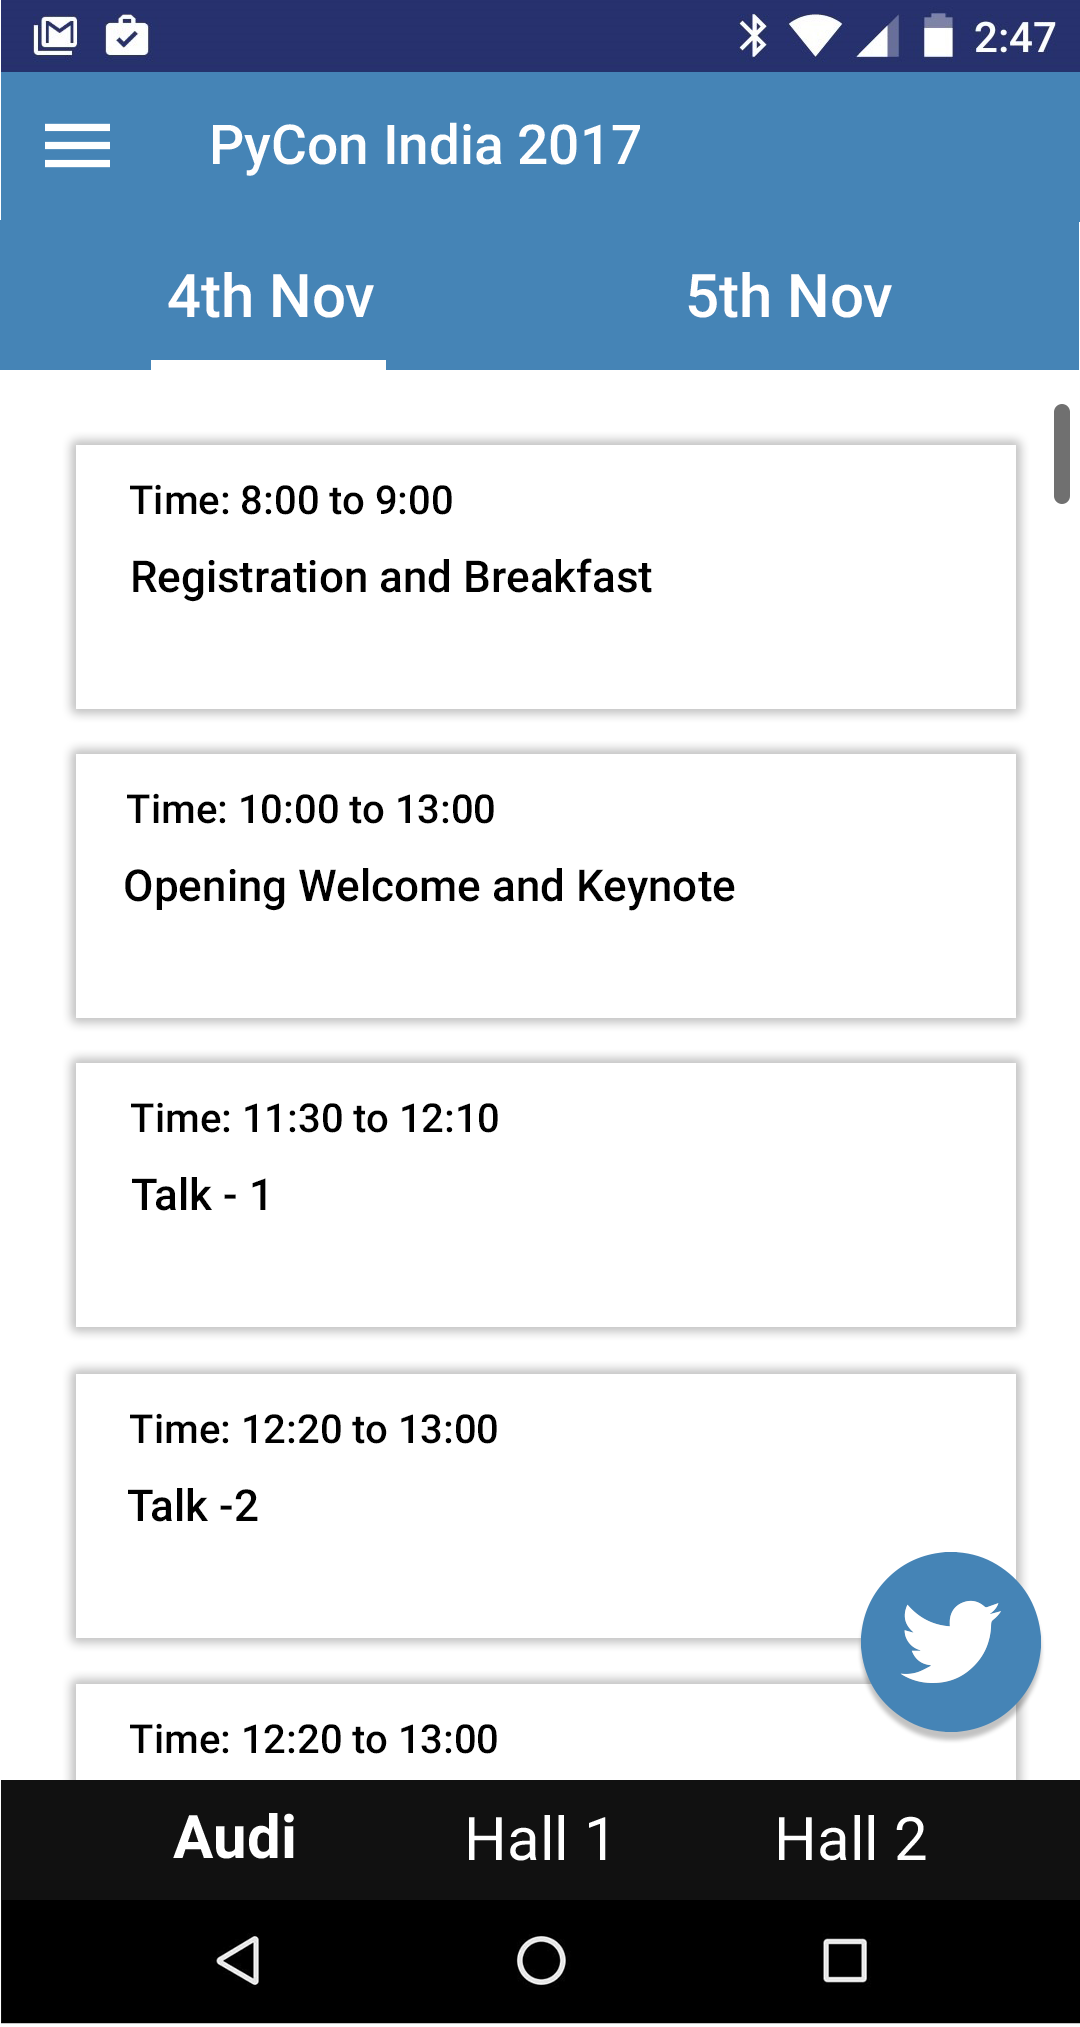 2:47
PyCon India 2017
4th Nov
5th Nov
Time: 8:00 to 9:00
Registration and Breakfast
Time: 10:00 to 13:00
Opening Welcome and Keynote
Time: 11:30 to 12:10
Talk - 1
Time: 12:20 to 13:00
Talk -2
Time: 12:20 to 13:00
Audi
Hall 1
Hall 2